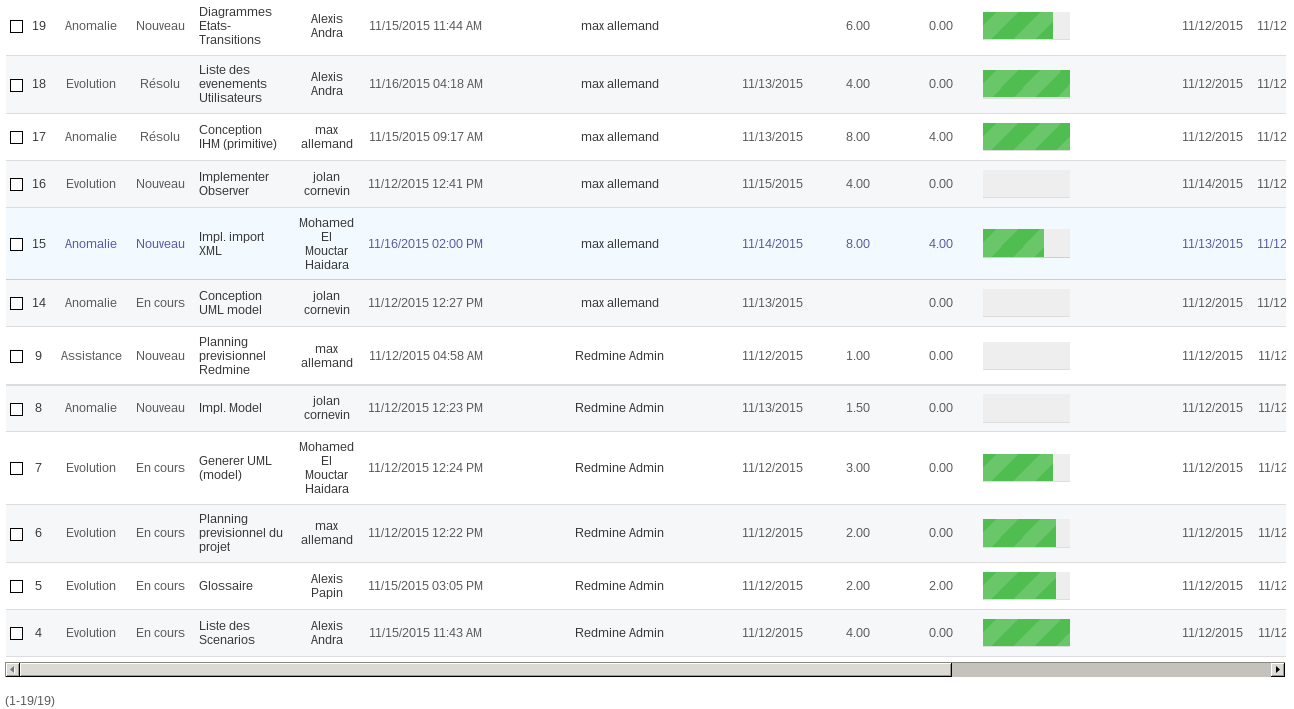 19 Anomalie Nouveau Diagrammes Etats-Transitions Alexis Andra 11/15/2015 11:44 AM max allemand 6.00 0.00 11/12/2015 11/12
18 Evolution Résolu Liste des evenements Utilisateurs Alexis Andra 11/16/2015 04:18 AM max allemand 11/13/2015 4.00 0.00 11/12/2015 11/12
17 Anomalie Résolu Conception IHM (primitive) max allemand 11/15/2015 09:17 AM max allemand 11/13/2015 8.00 4.00 11/12/2015 11/12
16 Evolution Nouveau Implementer Observer jolan cornevin 11/12/2015 12:41 PM max allemand 11/15/2015 4.00 0.00 11/14/2015 11/12
15 Anomalie Nouveau Impl. import XML Mohamed El Mouctar Haidara 11/16/2015 02:00 PM max allemand 11/14/2015 8.00 4.00 11/13/2015 11/12
14 Anomalie En cours Conception UML model jolan cornevin 11/12/2015 12:27 PM max allemand 11/13/2015 0.00 11/12/2015 11/12
9 Assistance Nouveau Planning previsionnel Redmine max allemand 11/12/2015 04:58 AM Redmine Admin 11/12/2015 1.00 0.00 11/12/2015 11/12
8 Anomalie Nouveau Impl. Model jolan cornevin 11/12/2015 12:23 PM Redmine Admin 11/13/2015 1.50 0.00 11/12/2015 11/12
7 Evolution En cours Generer UML (model) Mohamed El Mouctar Haidara 11/12/2015 12:24 PM Redmine Admin 11/12/2015 3.00 0.00 11/12/2015 11/12
6 Evolution En cours Planning previsionnel du projet max allemand 11/12/2015 12:22 PM Redmine Admin 11/12/2015 2.00 0.00 11/12/2015 11/12
5 Evolution En cours Glossaire Alexis Papin 11/15/2015 03:05 PM Redmine Admin 11/12/2015 2.00 2.00 11/12/2015 11/12
4 Evolution En cours Liste des Scenarios Alexis Andra 11/15/2015 11:43 AM Redmine Admin 11/12/2015 4.00 0.00 11/12/2015 11/12
(1-19/19)